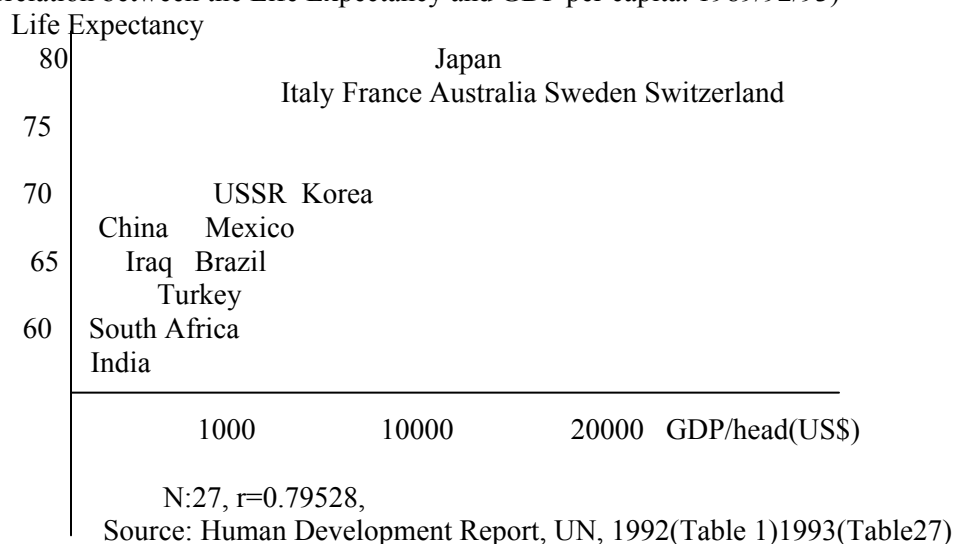 Life Expectancy
80 Japan
Italy France Australia Sweden Switzerland
75
70 USSR Korea
China Mexico
65 Iraq Brazil
Turkey
60 South Africa
India
1000 10000 20000 GDP/head(US$)
N:27, r=0.79528,
Source: Human Development Report, UN, 1992(Table 1)1993(Table27)